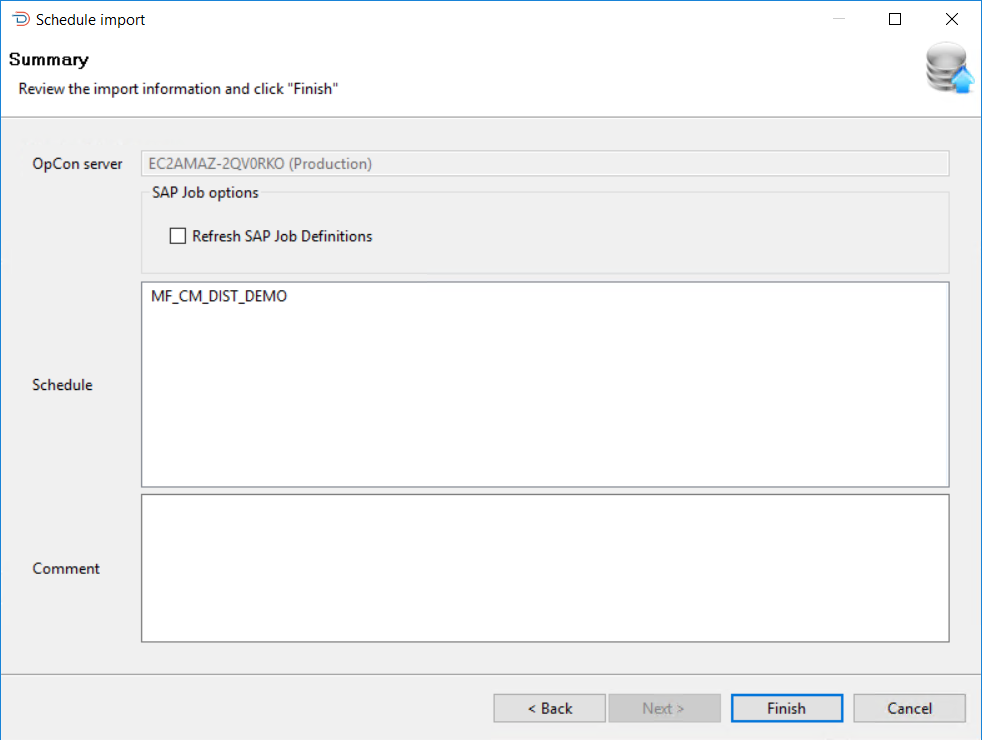 Schedule import
Summary
Review the import information and click "Finish"
OpCon server
EC2AMAZ-2QV0RKO (Production)
SAP Job options
Refresh SAP Job Definitions
MF_CM_DIST_DEMO
Schedule
Comment
< Back
Next >
Finish
Cancel